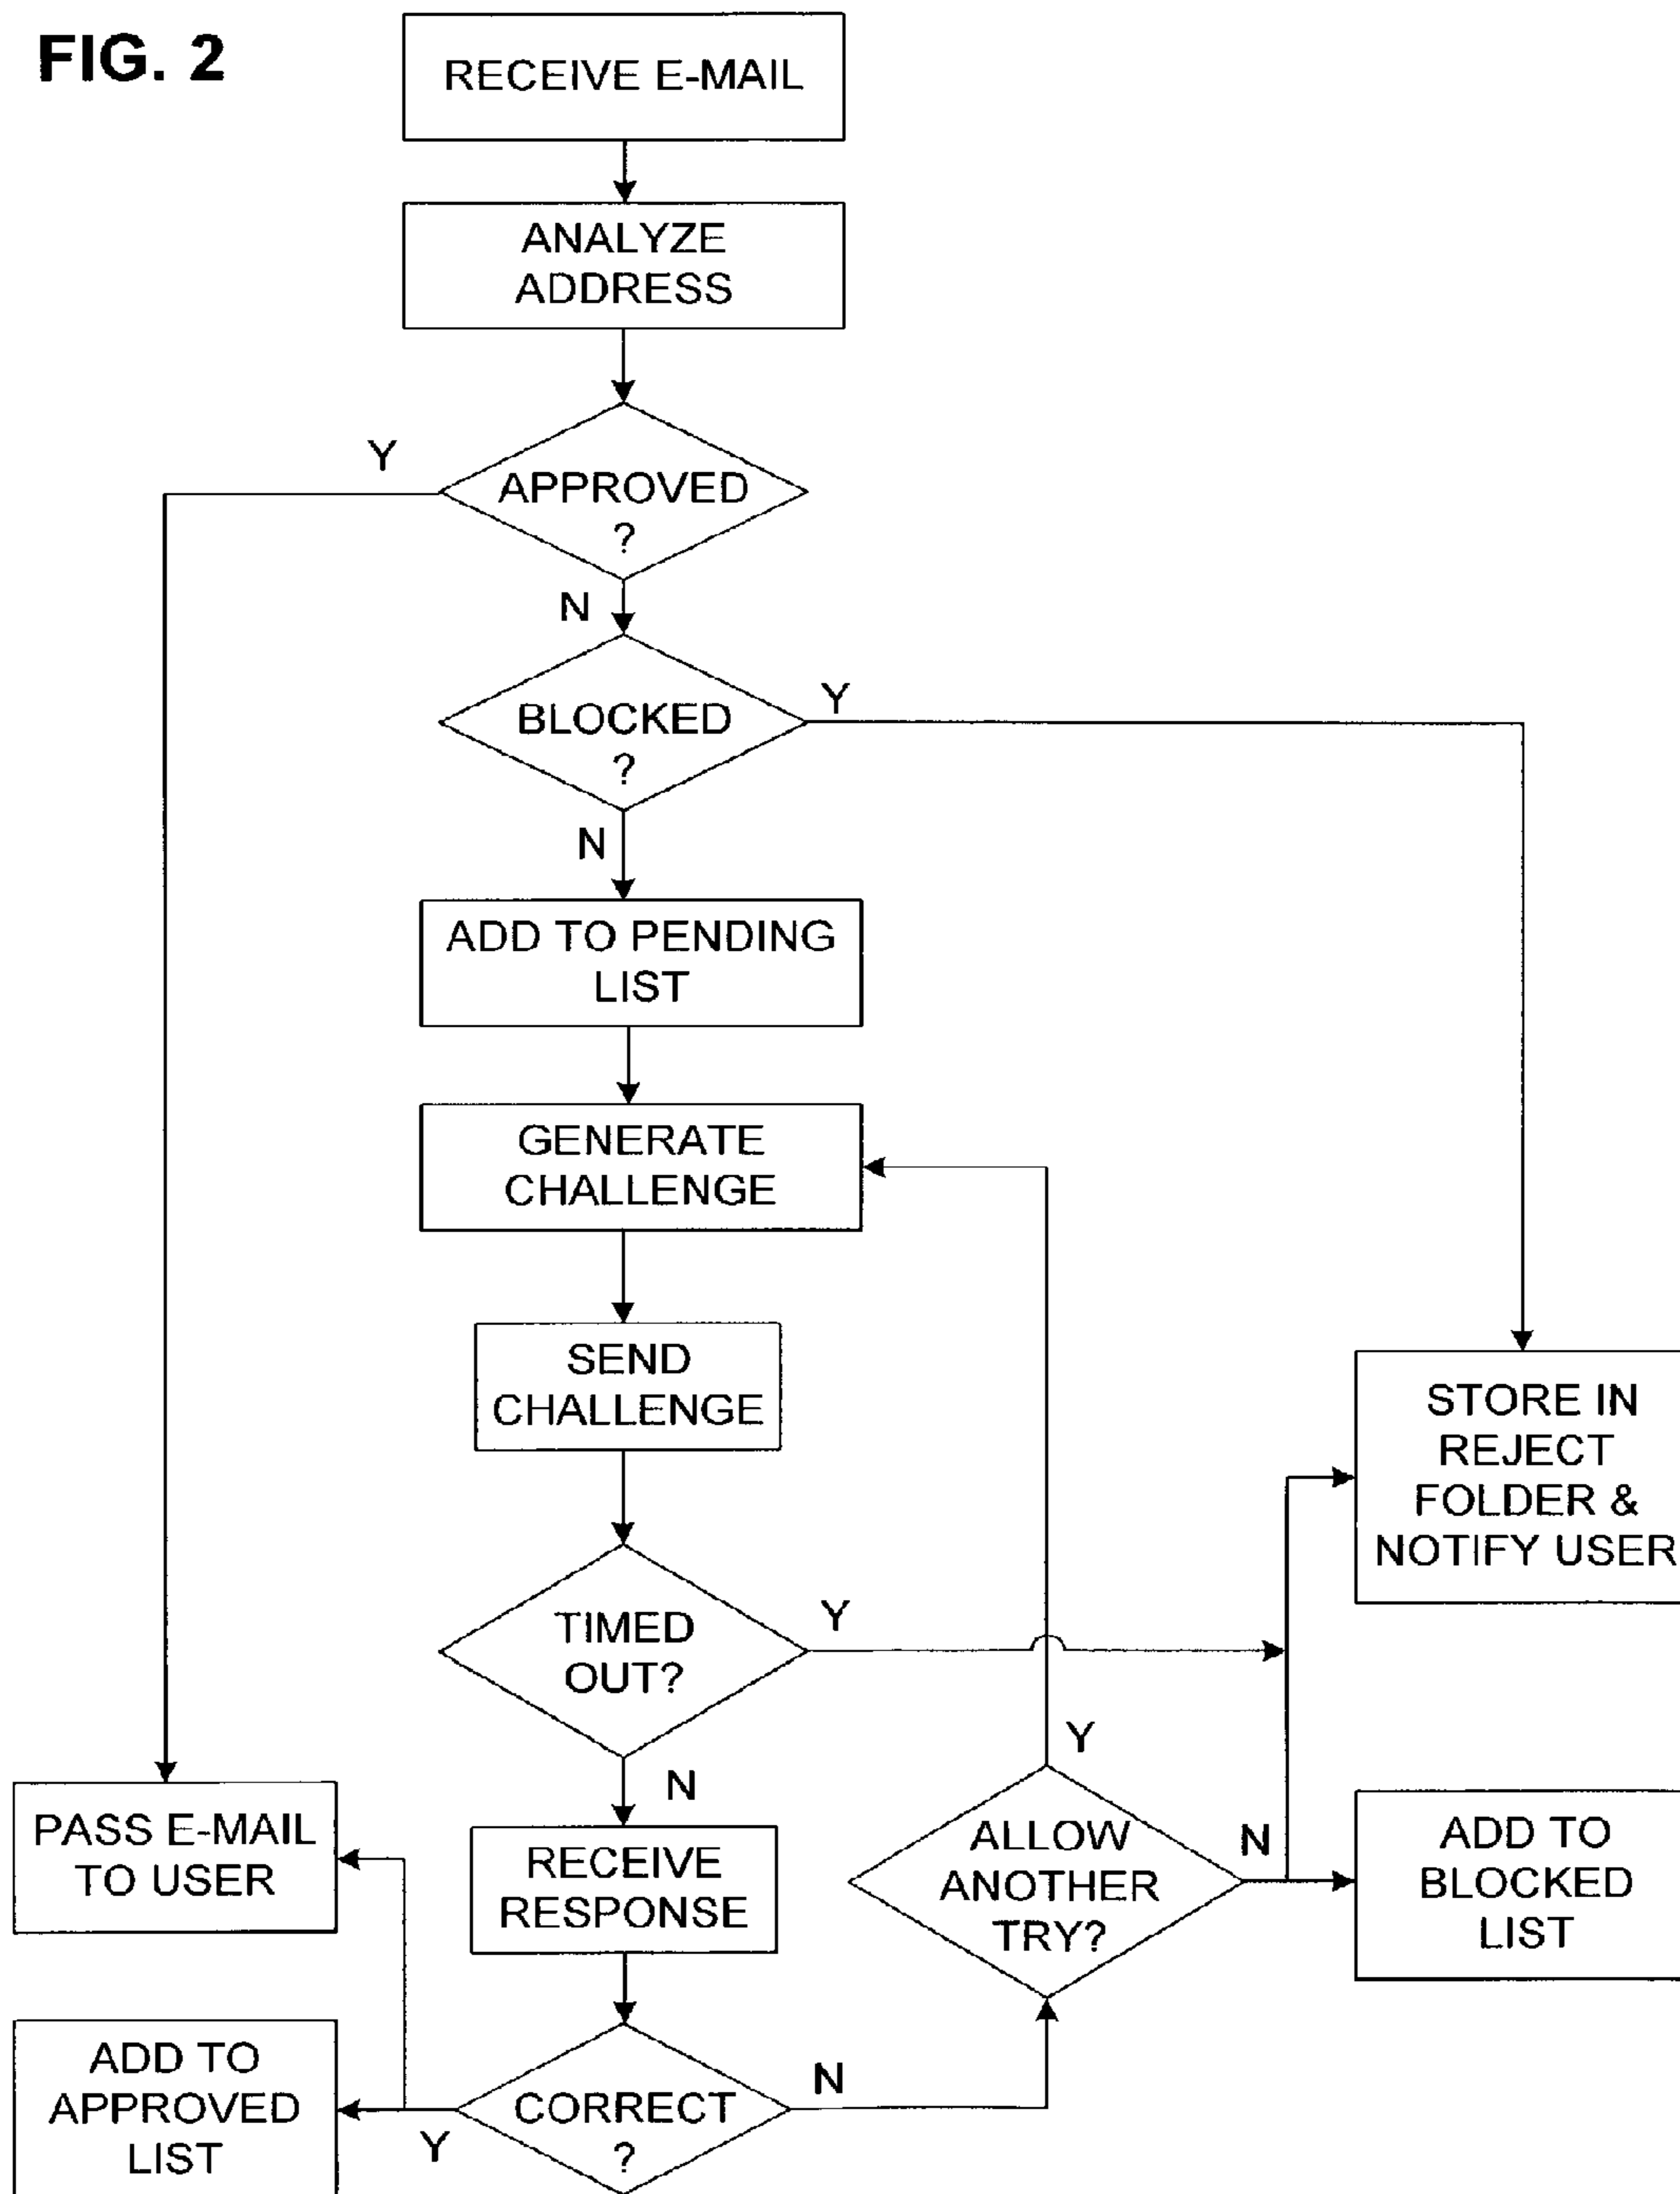 FIG. 2
RECEIVE E-MAIL
ANALYZE
ADDRESS
Y
APPROVED
?
N
BLOCKED
?
Y
N
ADD TO PENDING
LIST
GENERATE
CHALLENGE
SEND
CHALLENGE
STORE IN
REJECT
FOLDER &
NOTIFY USER
TIMED
OUT?
Y
N
Y
PASS E-MAIL
TO USER
RECEIVE
RESPONSE
ALLOW
ANOTHER
TRY?
N
ADD TO
BLOCKED
LIST
ADD TO
APPROVED
LIST
Y
CORRECT
?
N